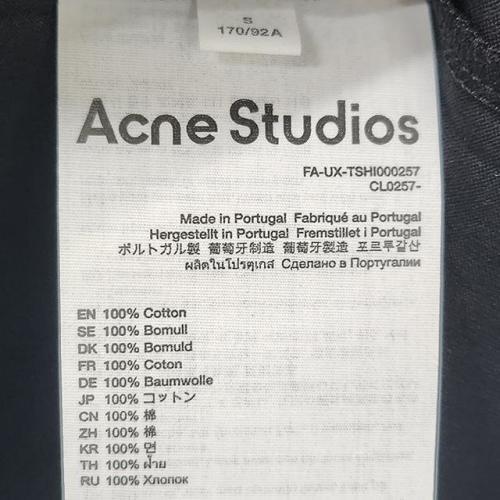 S
170/92A
Acne Studios
FA-UX-TSHI000257
CL0257-
Made in Portugal Fabriqué au Portugal
Hergestellt in Portugal Fremstillet i Portugal
ポルトガル製 葡萄牙制造 葡萄牙製造 포르투갈산
ผลิตในโปรตุเกส Сделано в Португалии
EN 100% Cotton
SE 100% Bomull
DK 100% Bomuld
FR 100% Coton
DE 100% Baumwolle
JP 100% コットン
CN 100% 棉
ZH 100% 棉
KR 100% 면
TH 100% ฝ้าย
RU 100% Хлопок